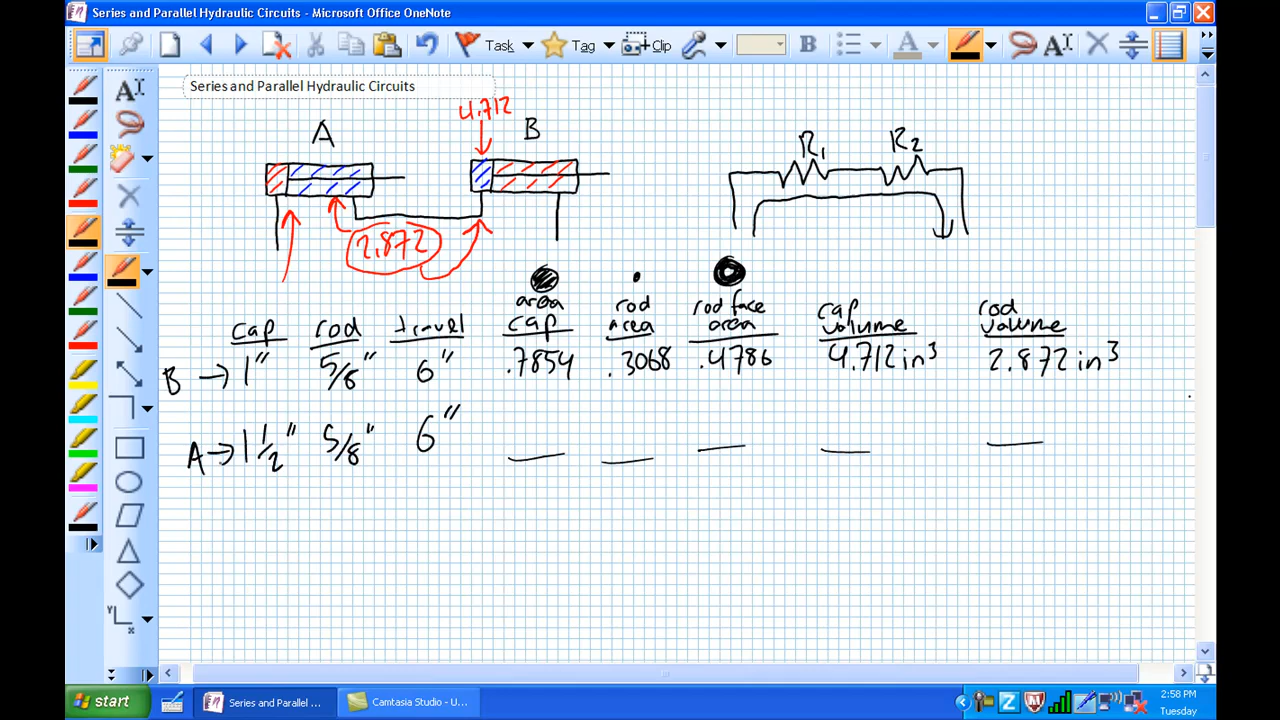 Series and Parallel Hydraulic Circuits - Microsoft Office OneNote
Task Tag Clip B A
AI
Series and Parallel Hydraulic Circuits
4.712
A B R1 R2
2.872
area cap rod area rod face area cap volume rod volume
cap rod travel
B → 1" 5/8" 6" .7854 .3068 .4786 4.712 in³ 2.872 in³
A → 1 1/2" 5/8" 6"
start Series and Parallel ... Camtasia Studio - U... 2:58 PM
Tuesday